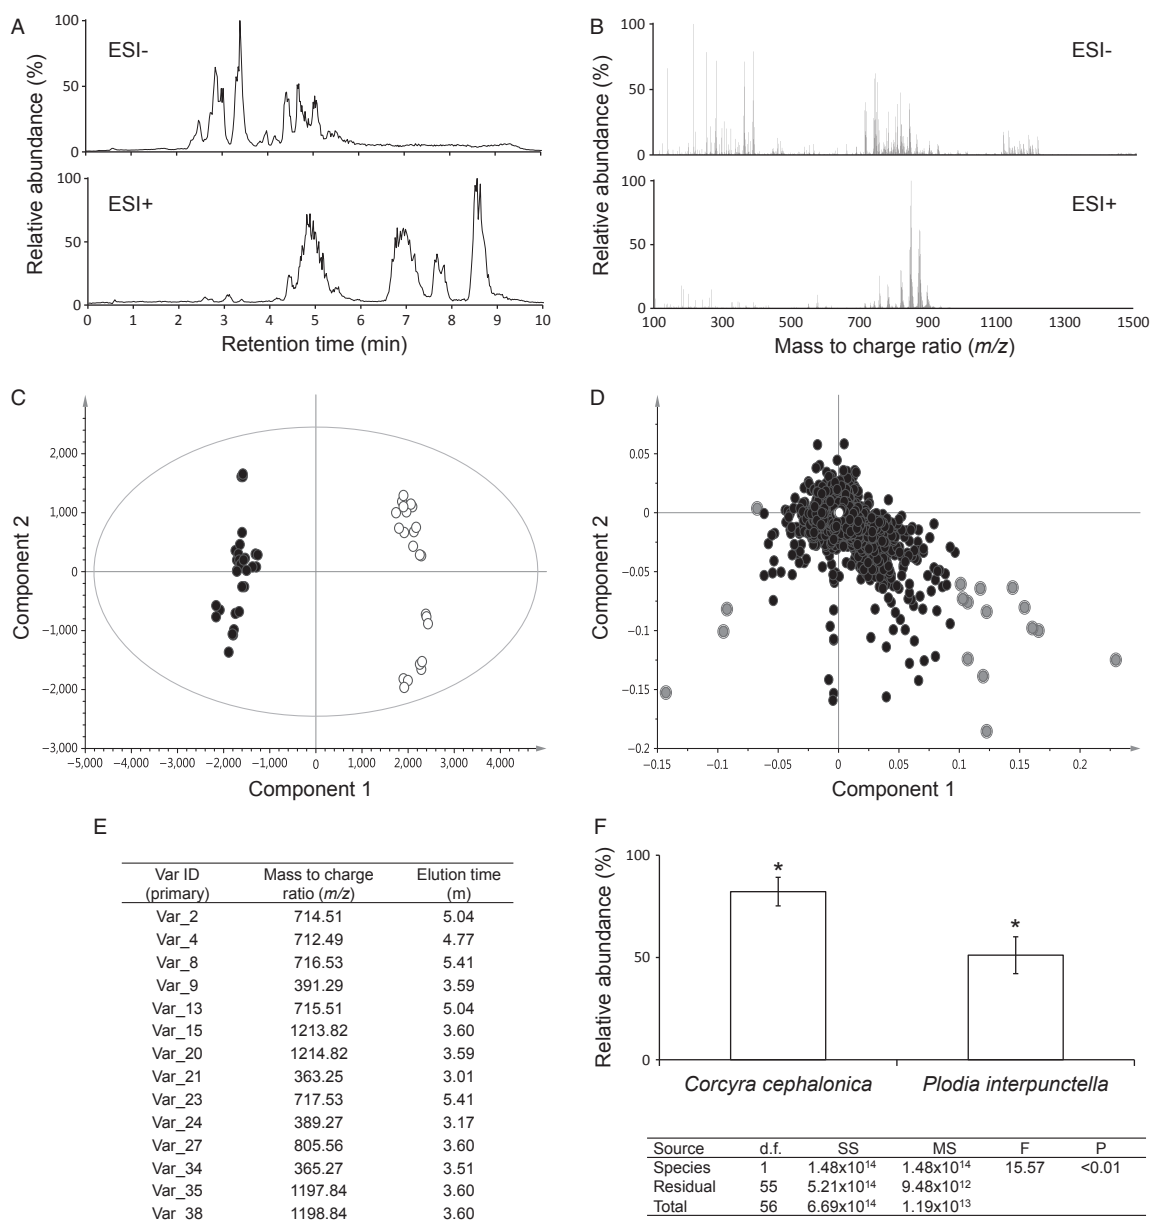 A
ESI-
Relative abundance (%)
100
50
0
0 1 2 3 4 5 6 7 8 9 10
ESI+
100
50
0
0 1 2 3 4 5 6 7 8 9 10
Retention time (min)
B
ESI-
Relative abundance (%)
100
50
0
ESI+
100
50
0
100 300 500 700 900 1100 1300 1500
Mass to charge ratio (m/z)
C
Component 2
2,000
1,000
0
−1,000
−2,000
−3,000
−5,000 −4,000 −3,000 −2,000 −1,000 0 1,000 2,000 3,000 4,000
Component 1
D
Component 2
0.05
0
−0.05
−0.1
−0.15
−0.2
−0.15 −0.1 −0.05 0 0.05 0.1 0.15 0.2
Component 1
E
Var ID Mass to charge Elution time
(primary) ratio (m/z) (m)
Var_2 714.51 5.04
Var_4 712.49 4.77
Var_8 716.53 5.41
Var_9 391.29 3.59
Var_13 715.51 5.04
Var_15 1213.82 3.60
Var_20 1214.82 3.59
Var_21 363.25 3.01
Var_23 717.53 5.41
Var_24 389.27 3.17
Var_27 805.56 3.60
Var_34 365.27 3.51
Var_35 1197.84 3.60
Var_38 1198.84 3.60
F
Relative abundance (%)
100
50
0
* *
Corcyra cephalonica Plodia interpunctella
Source d.f. SS MS F P
Species 1 1.48x10¹⁴ 1.48x10¹⁴ 15.57 <0.01
Residual 55 5.21x10¹⁴ 9.48x10¹²
Total 56 6.69x10¹⁴ 1.19x10¹³